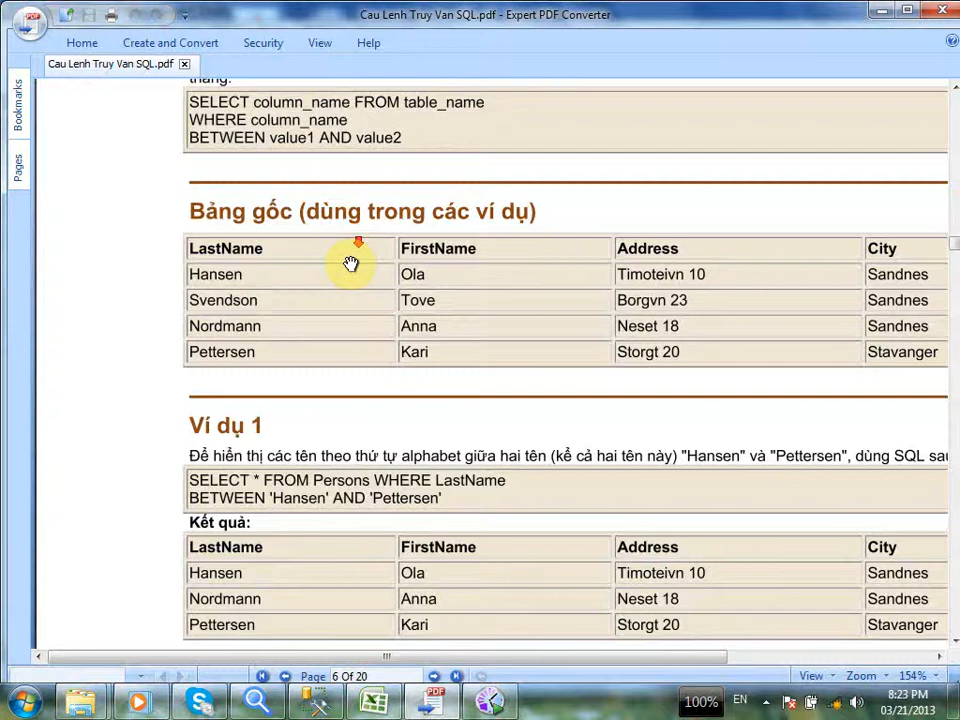 Cau Lenh Truy Van SQL.pdf - Expert PDF Converter
PDF
Home Create and Convert Security View Help
Cau Lenh Truy Van SQL.pdf
Bookmarks
Pages
thẳng.
SELECT column_name FROM table_name
WHERE column_name
BETWEEN value1 AND value2
Bảng gốc (dùng trong các ví dụ)
LastName FirstName Address City
Hansen Ola Timoteivn 10 Sandnes
Svendson Tove Borgvn 23 Sandnes
Nordmann Anna Neset 18 Sandnes
Pettersen Kari Storgt 20 Stavanger
Ví dụ 1
Để hiển thị các tên theo thứ tự alphabet giữa hai tên (kể cả hai tên này) "Hansen" và "Pettersen", dùng SQL sau
SELECT * FROM Persons WHERE LastName
BETWEEN 'Hansen' AND 'Pettersen'
Kết quả:
LastName FirstName Address City
Hansen Ola Timoteivn 10 Sandnes
Nordmann Anna Neset 18 Sandnes
Pettersen Kari Storgt 20 Stavanger
Page 6 Of 20 View Zoom 154%
PDF 100% EN 8:23 PM
03/21/2013